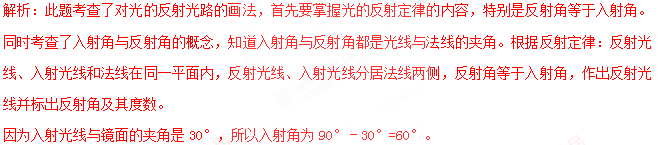 解析：此题考查了对光的反射光路的画法，首先要掌握光的反射定律的内容，特别是反射角等于入射角。
同时考查了入射角与反射角的概念，知道入射角与反射角都是光线与法线的夹角。根据反射定律：反射光
线、入射光线和法线在同一平面内，反射光线、入射光线分居法线两侧，反射角等于入射角，作出反射光
线并标出反射角及其度数。
因为入射光线与镜面的夹角是30°，所以入射角为90°－30°=60°。